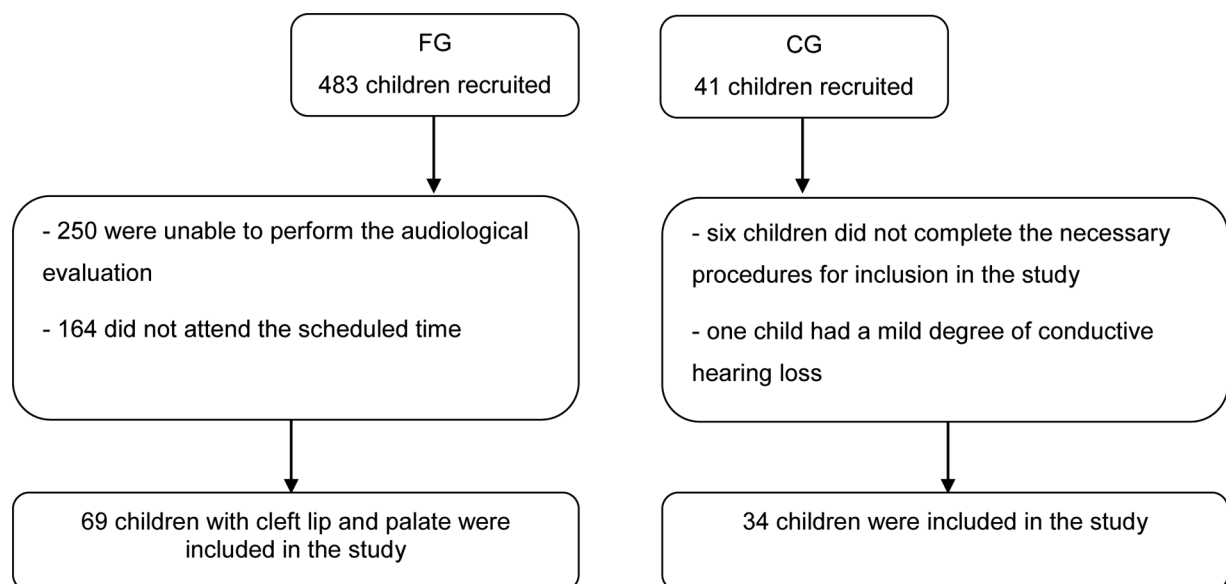 FG
483 children recruited
CG
41 children recruited
- 250 were unable to perform the audiological
evaluation
- 164 did not attend the scheduled time
- six children did not complete the necessary
procedures for inclusion in the study
- one child had a mild degree of conductive
hearing loss
69 children with cleft lip and palate were
included in the study
34 children were included in the study